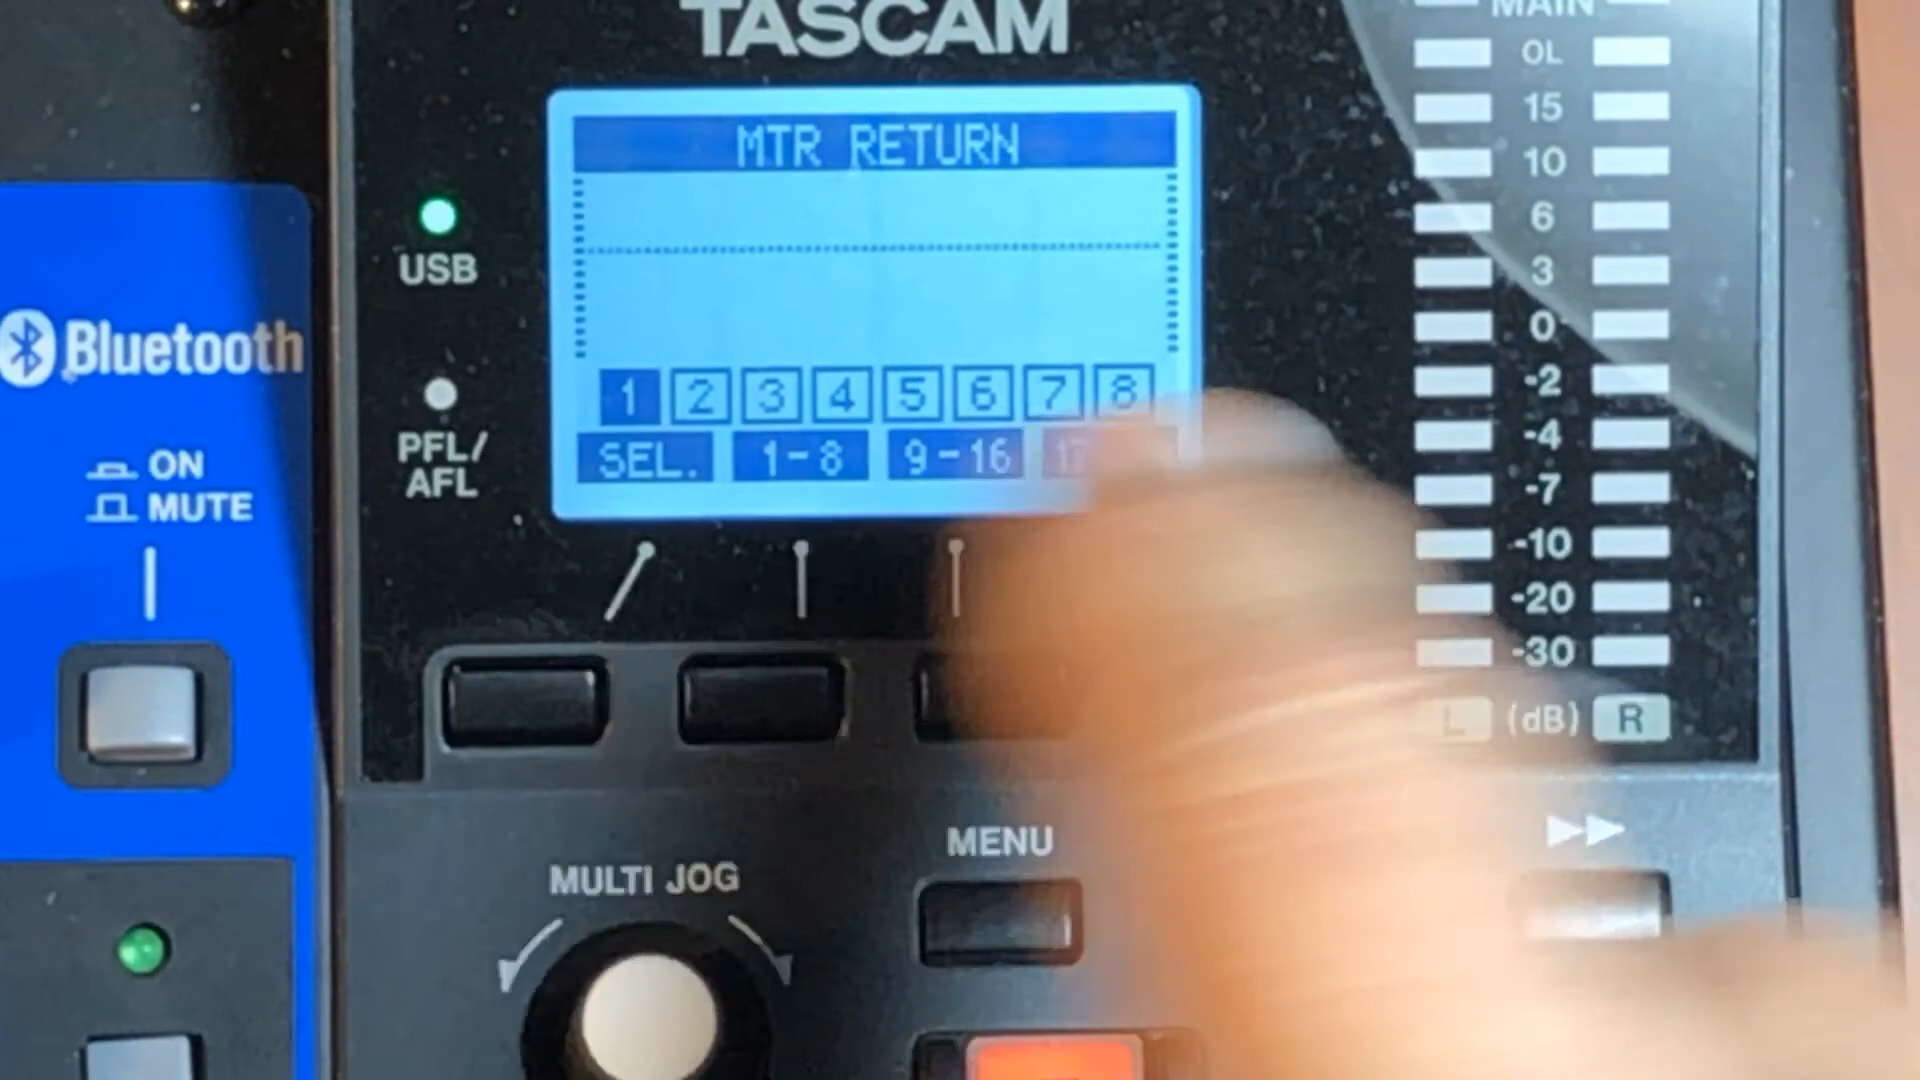 TASCAM
MTR RETURN
USB
Bluetooth
PFL/
AFL
ON
MUTE
1 2 3 4 5 6 7 8
SEL. 1-8 9-16 17
MAIN
OL
15
10
6
3
0
-2
-4
-7
-10
-20
-30
L (dB) R
MENU
MULTI JOG